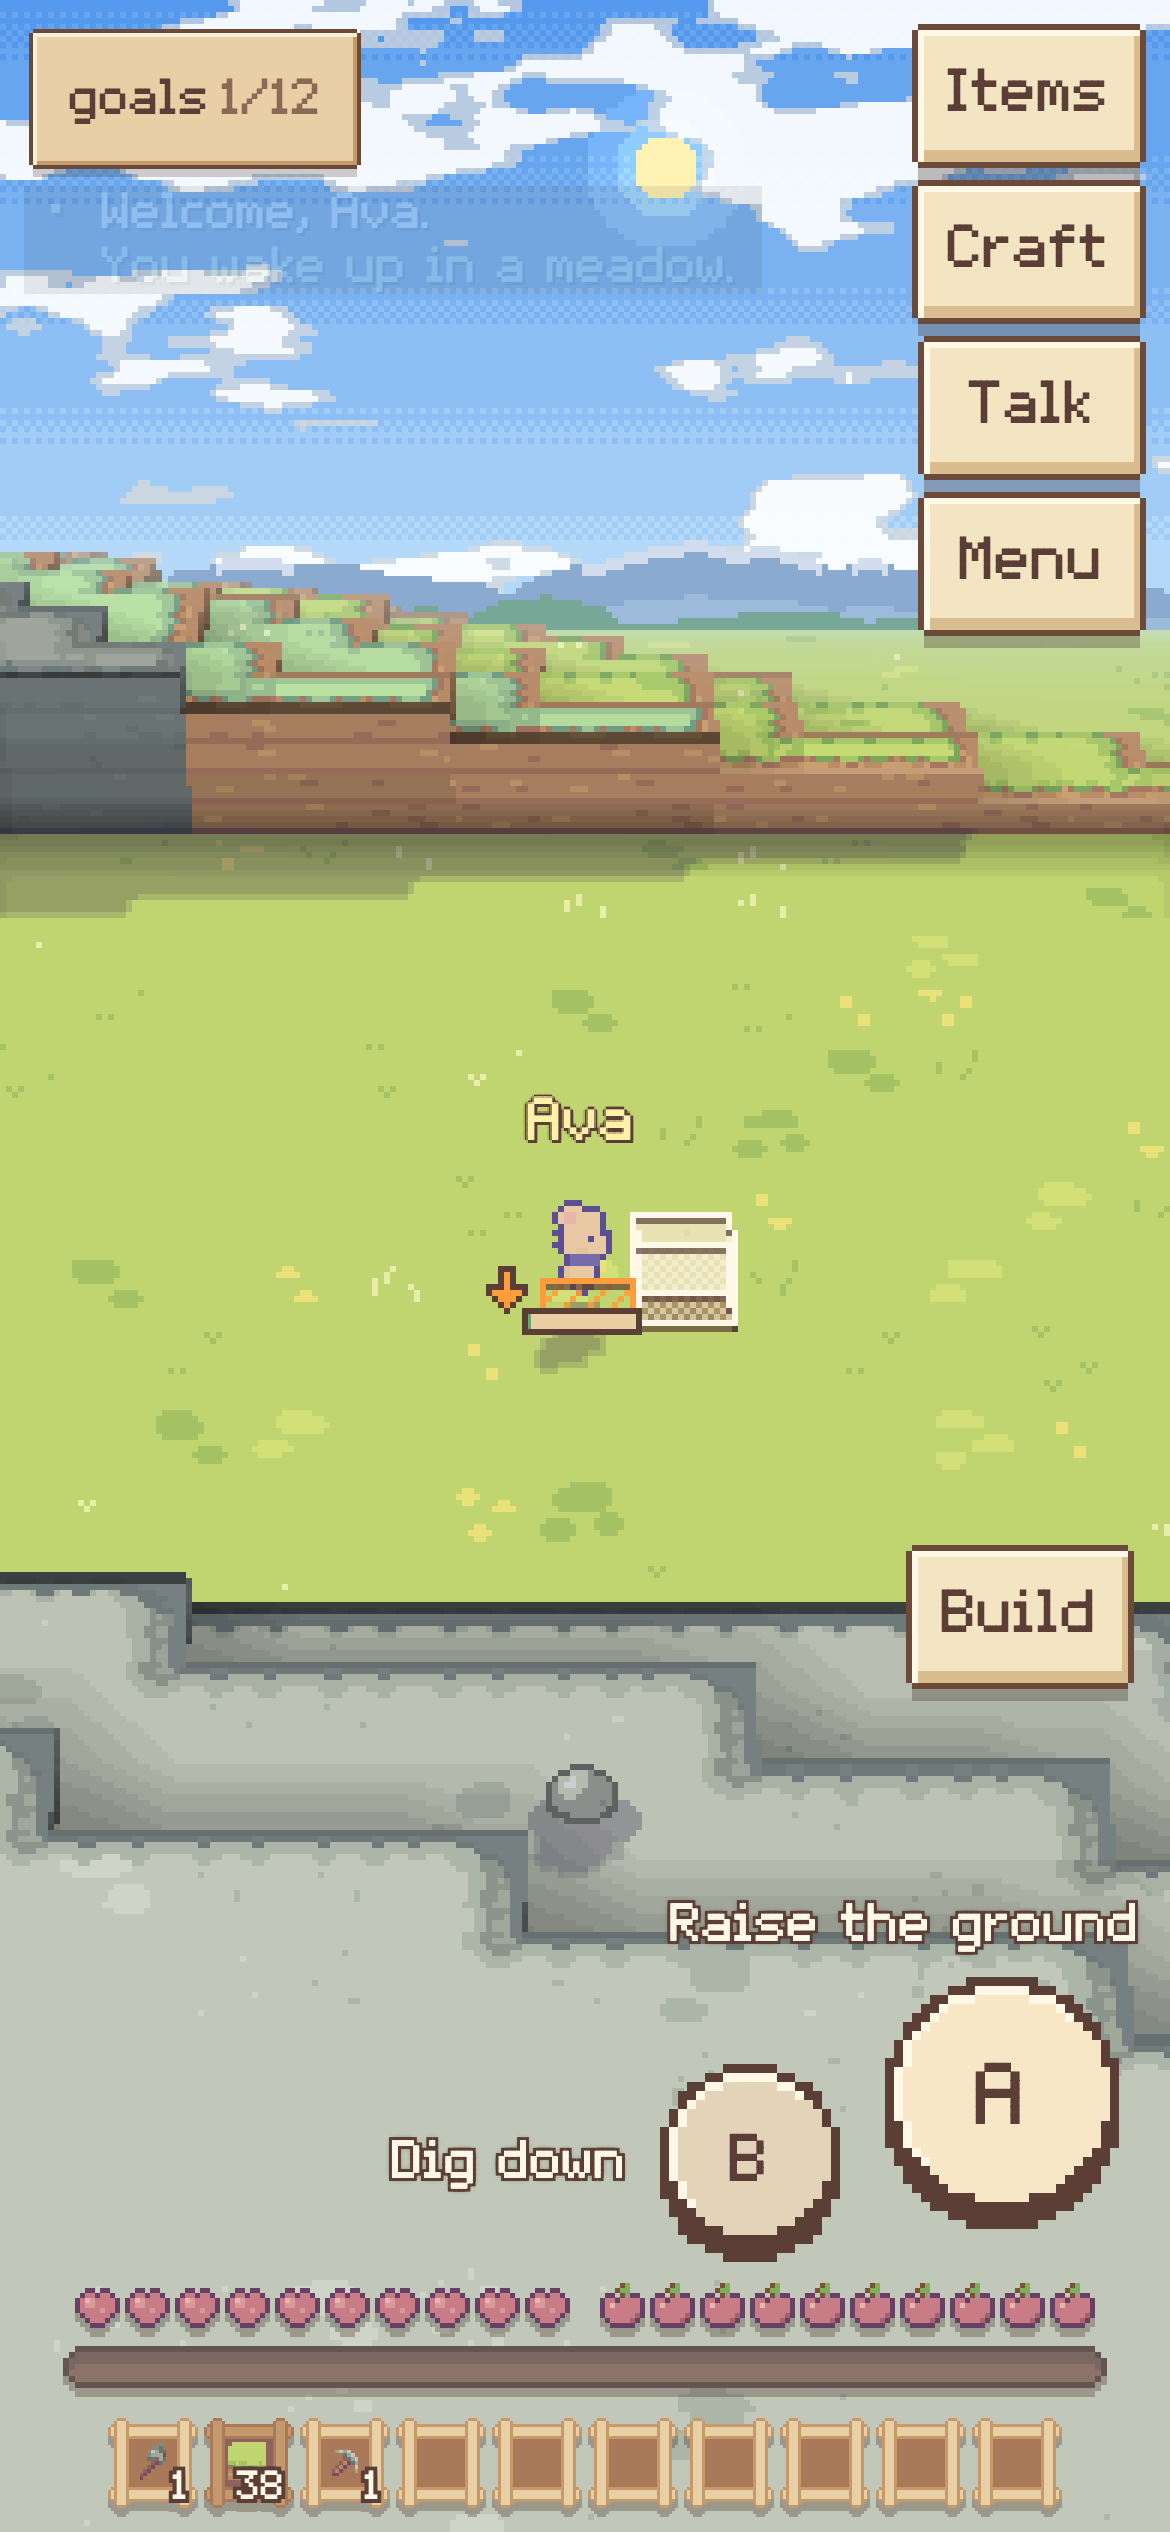 goals 1/12
Items
Craft
Talk
Menu
Welcome, Ava.
You wake up in a meadow.
Ava
Build
Raise the ground
A
Dig down
B
1
38
1